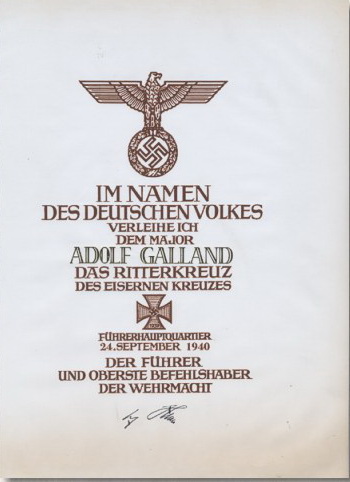 IM NAMEN
DES DEUTSCHEN VOLKES
VERLEIHE ICH
DEM MAJOR
ADOLF GALLAND
DAS RITTERKREUZ
DES EISERNEN KREUZES
FÜHRERHAUPTQUARTIER
24. SEPTEMBER 1940
DER FÜHRER
UND OBERSTE BEFEHLSHABER
DER WEHRMACHT